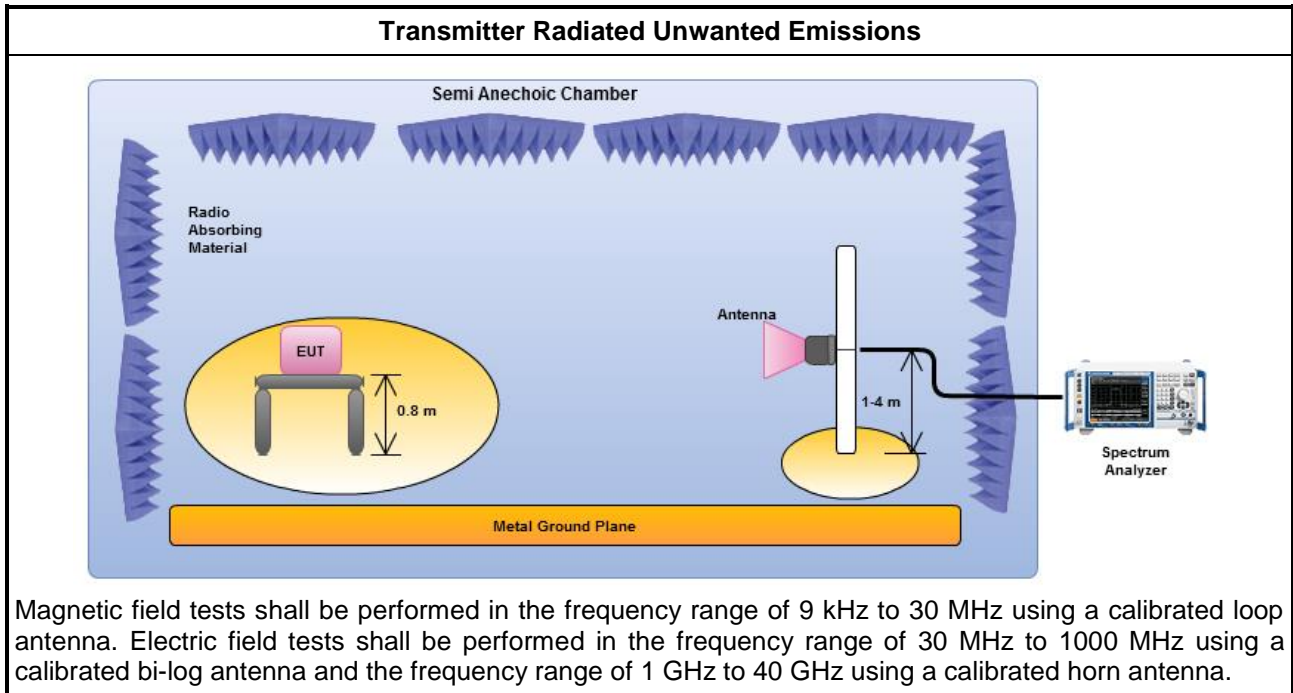 Transmitter Radiated Unwanted Emissions
Semi Anechoic Chamber
Radio
Absorbing
Material
Antenna
EUT
0.8 m
1-4 m
Spectrum
Analyzer
Metal Ground Plane
Magnetic field tests shall be performed in the frequency range of 9 kHz to 30 MHz using a calibrated loop
antenna. Electric field tests shall be performed in the frequency range of 30 MHz to 1000 MHz using a
calibrated bi-log antenna and the frequency range of 1 GHz to 40 GHz using a calibrated horn antenna.